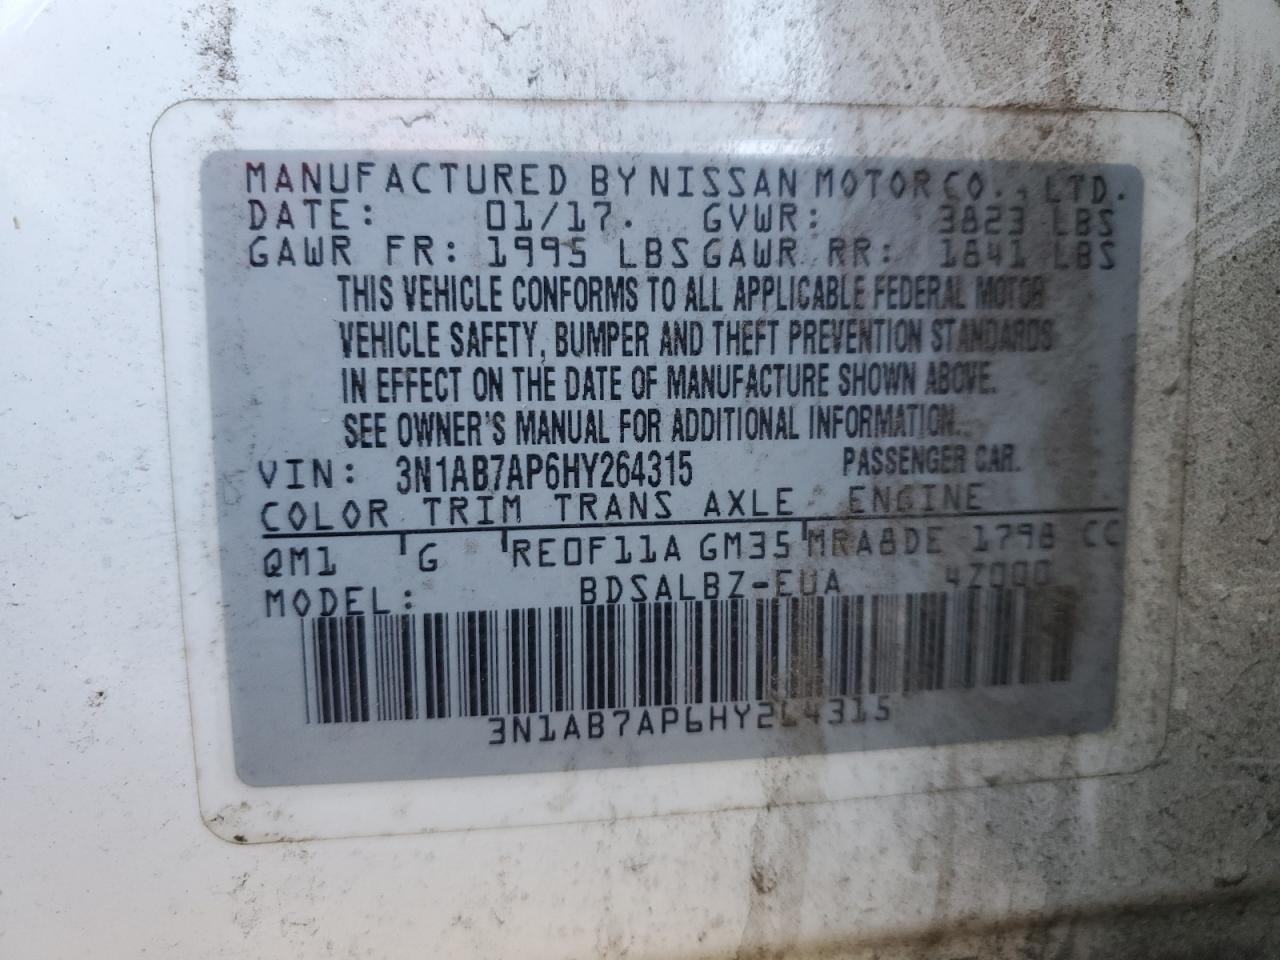 MANUFACTURED BY NISSAN MOTOR CO., LTD.
DATE: 01/17. GVWR: 3823 LBS
GAWR FR: 1995 LBS GAWR RR: 1841 LBS
THIS VEHICLE CONFORMS TO ALL APPLICABLE FEDERAL MOTOR
VEHICLE SAFETY, BUMPER AND THEFT PREVENTION STANDARDS
IN EFFECT ON THE DATE OF MANUFACTURE SHOWN ABOVE.
SEE OWNER'S MANUAL FOR ADDITIONAL INFORMATION.
VIN: 3N1AB7AP6HY264315 PASSENGER CAR.
COLOR TRIM TRANS AXLE ENGINE
QM1 G RE0F11A GM35 MRA8DE 1798 CC
MODEL: BDSALBZ-EUA 4Z000
3N1AB7AP6HY264315